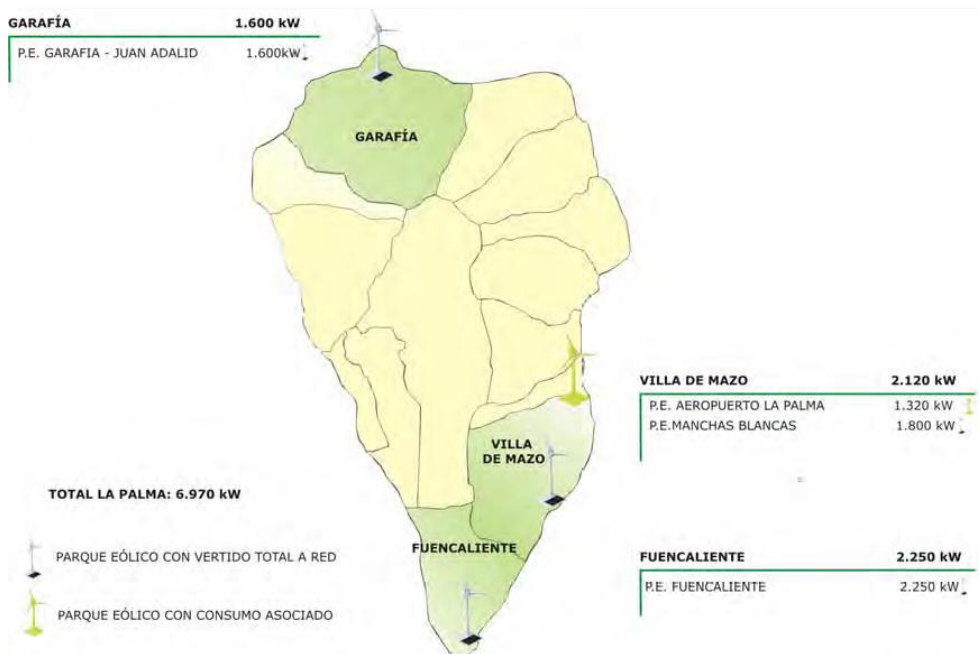 GARAFÍA 1.600 kW
P.E. GARAFIA - JUAN ADALID 1.600kW
GARAFÍA
VILLA DE MAZO 2.120 kW
P.E. AEROPUERTO LA PALMA 1.320 kW
P.E.MANCHAS BLANCAS 1.800 kW
VILLA
DE MAZO
TOTAL LA PALMA: 6.970 kW
PARQUE EÓLICO CON VERTIDO TOTAL A RED
FUENCALIENTE
FUENCALIENTE 2.250 kW
P.E. FUENCALIENTE 2.250 kW
PARQUE EÓLICO CON CONSUMO ASOCIADO